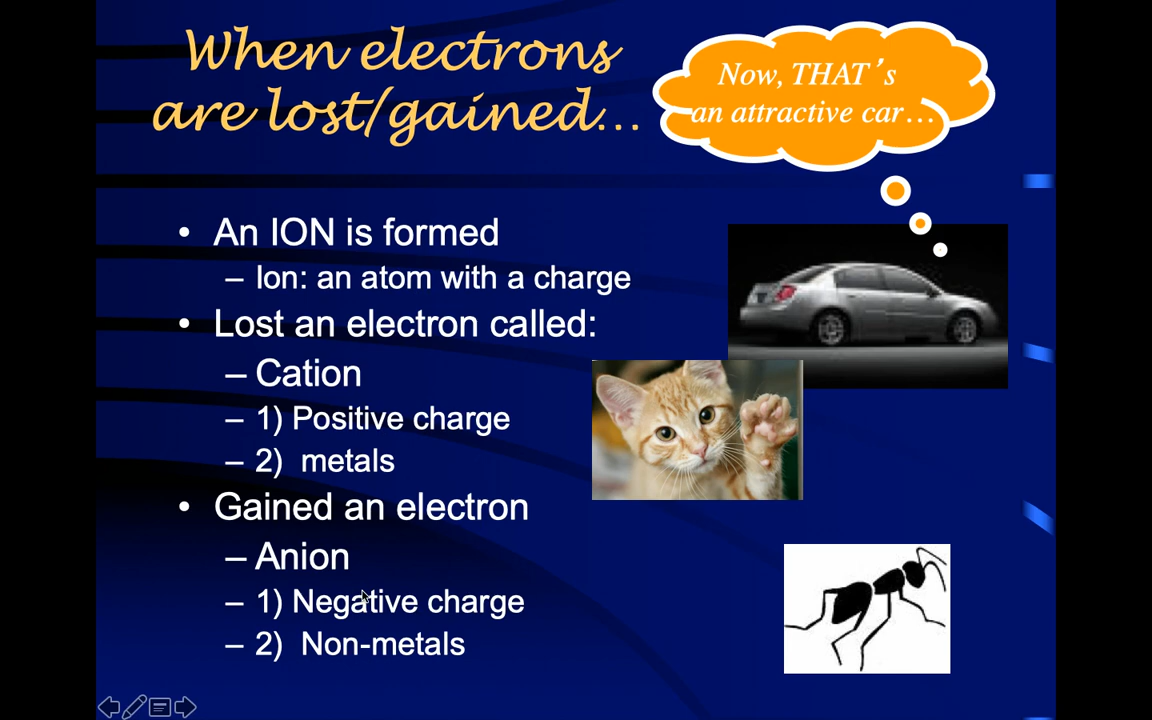 When electrons
are lost/gained…
Now, THAT's
an attractive car…
• An ION is formed
– Ion: an atom with a charge
• Lost an electron called:
– Cation
– 1) Positive charge
– 2) metals
• Gained an electron
– Anion
– 1) Negative charge
– 2) Non-metals